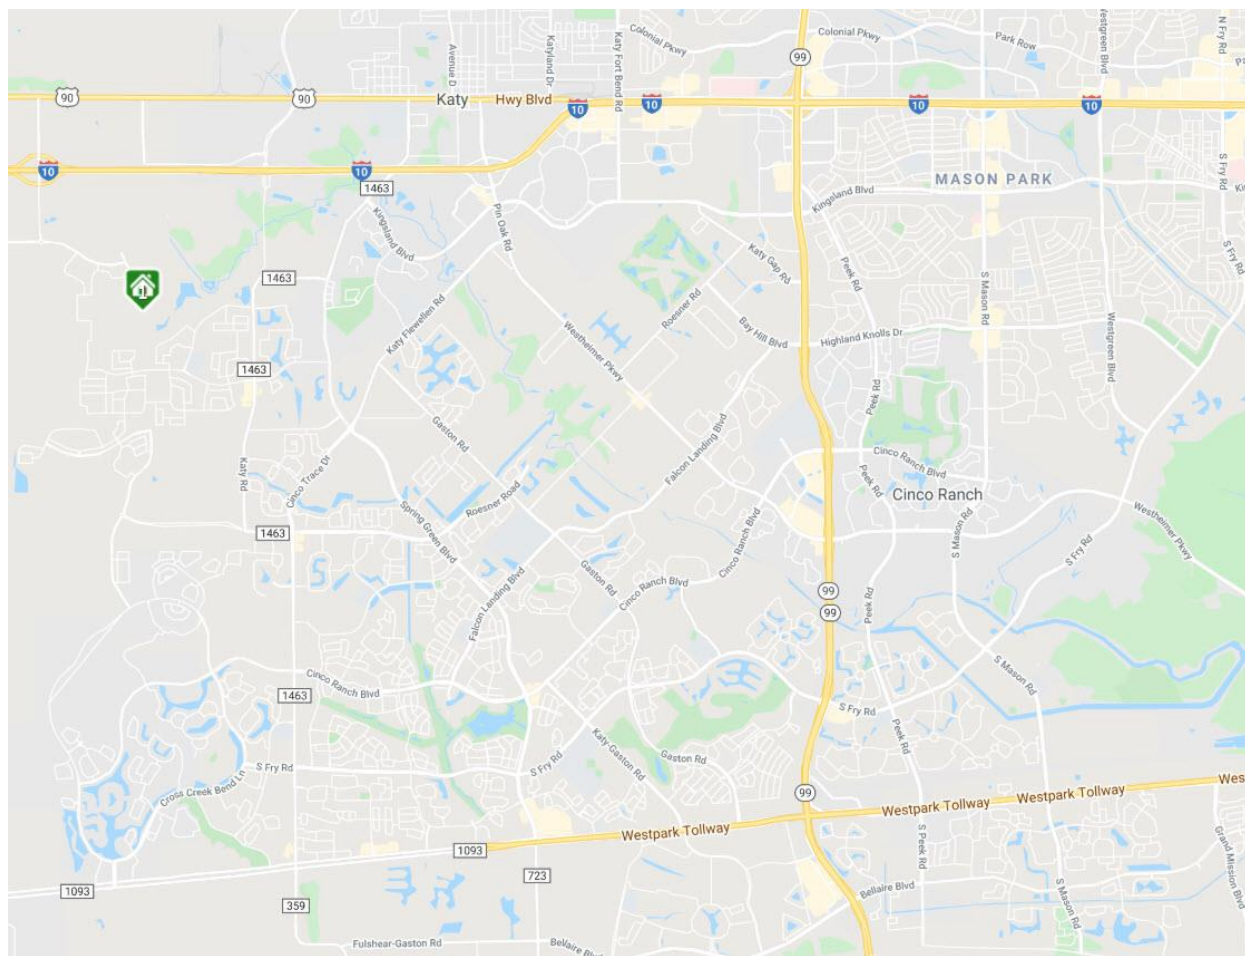 Colonial Pkwy
Colonial Pkwy
Park Row
Westgreen Blvd
N Fry Rd
Avenue D
Katyland Dr
Katy Fort Bend Rd
99
90
90
Katy
Hwy Blvd
10
10
10
10
10
10
1463
MASON PARK
S Fry Rd
Kingsland Blvd
Kingsland Blvd
Pin Oak Rd
Katy Gap Rd
Peek Rd
S Fry Rd
1463
S Mason Rd
Roesner Rd
Katy Flewellen Rd
Westheimer Pkwy
Bay Hill Blvd
Highland Knolls Dr
Westgreen Blvd
1463
Peek Rd
Gaston Rd
Falcon Landing Blvd
Cinco Ranch Blvd
Katy Rd
Cinco Trace Dr
Peek Rd
Cinco Ranch
Roesner Road
Spring Green Blvd
Westheimer Pkwy
1463
Cinco Ranch Blvd
S Mason Rd
S Fry Rd
Gaston Rd
Cinco Ranch Blvd
Falcon Landing Blvd
99
99
Peek Rd
Cinco Ranch Blvd
1463
S Mason Rd
S Fry Rd
Peek Rd
Katy-Gaston Rd
Gaston Rd
S Fry Rd
S Fry Rd
Cross Creek Bend Ln
99
Westpark Tollway
Westpark Tollway
Wes
Westpark Tollway
S Peek Rd
Grand Mission Blvd
1093
723
1093
Bellaire Blvd
359
S Mason Rd
Fulshear-Gaston Rd
Bellaire Blvd